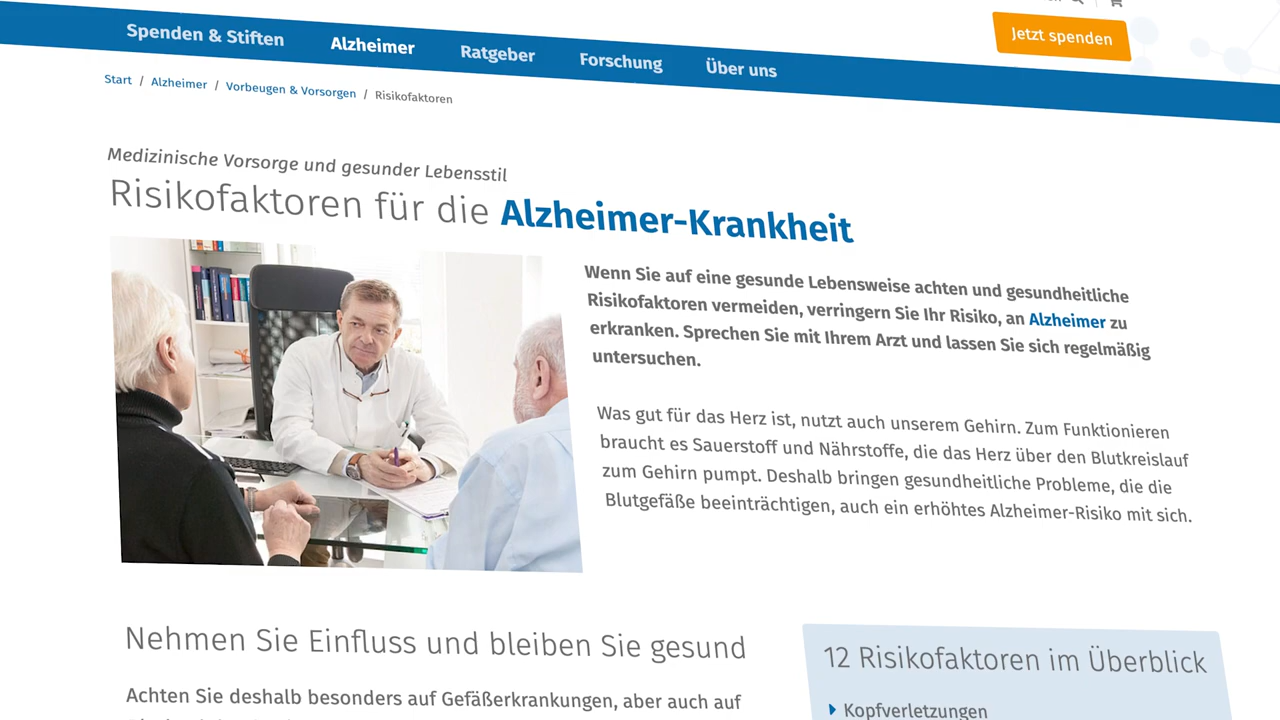 Jetzt spenden
Spenden & Stiften Alzheimer Ratgeber Forschung Über uns
Start / Alzheimer / Vorbeugen & Vorsorgen / Risikofaktoren
Medizinische Vorsorge und gesunder Lebensstil
Risikofaktoren für die Alzheimer-Krankheit
Wenn Sie auf eine gesunde Lebensweise achten und gesundheitliche
Risikofaktoren vermeiden, verringern Sie Ihr Risiko, an Alzheimer zu
erkranken. Sprechen Sie mit Ihrem Arzt und lassen Sie sich regelmäßig
untersuchen.
Was gut für das Herz ist, nutzt auch unserem Gehirn. Zum Funktionieren
braucht es Sauerstoff und Nährstoffe, die das Herz über den Blutkreislauf
zum Gehirn pumpt. Deshalb bringen gesundheitliche Probleme, die die
Blutgefäße beeinträchtigen, auch ein erhöhtes Alzheimer-Risiko mit sich.
Nehmen Sie Einfluss und bleiben Sie gesund
Achten Sie deshalb besonders auf Gefäßerkrankungen, aber auch auf
12 Risikofaktoren im Überblick
Kopfverletzungen